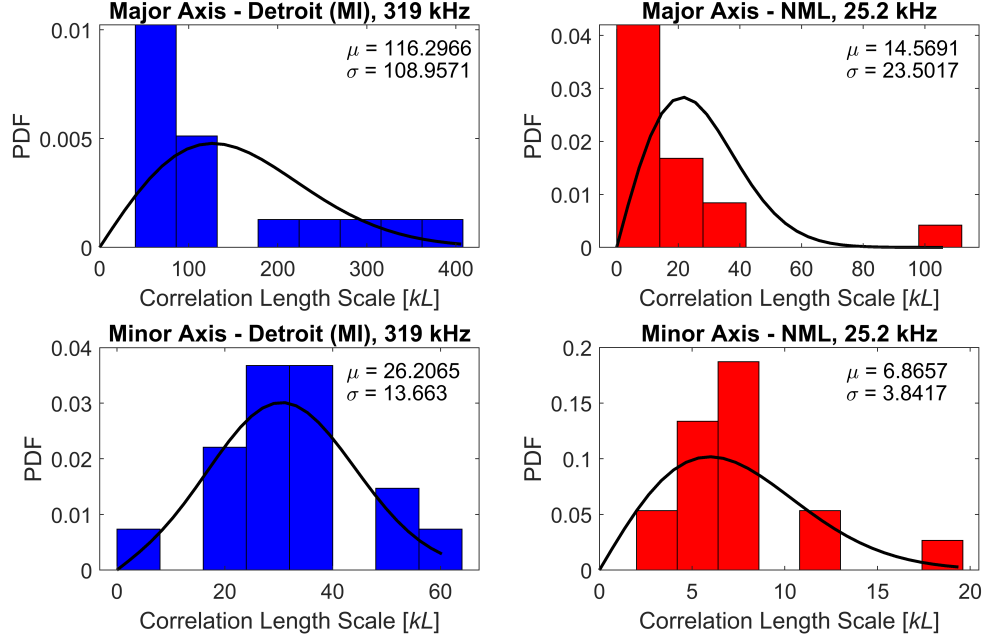 Major Axis - Detroit (MI), 319 kHz
μ = 116.2966
σ = 108.9571
0.01
0.005
0
PDF
0 100 200 300 400
Correlation Length Scale [kL]
Major Axis - NML, 25.2 kHz
μ = 14.5691
σ = 23.5017
0.04
0.03
0.02
0.01
0
PDF
0 20 40 60 80 100
Correlation Length Scale [kL]
Minor Axis - Detroit (MI), 319 kHz
μ = 26.2065
σ = 13.663
0.04
0.03
0.02
0.01
0
PDF
0 20 40 60
Correlation Length Scale [kL]
Minor Axis - NML, 25.2 kHz
μ = 6.8657
σ = 3.8417
0.2
0.15
0.1
0.05
0
PDF
0 5 10 15 20
Correlation Length Scale [kL]